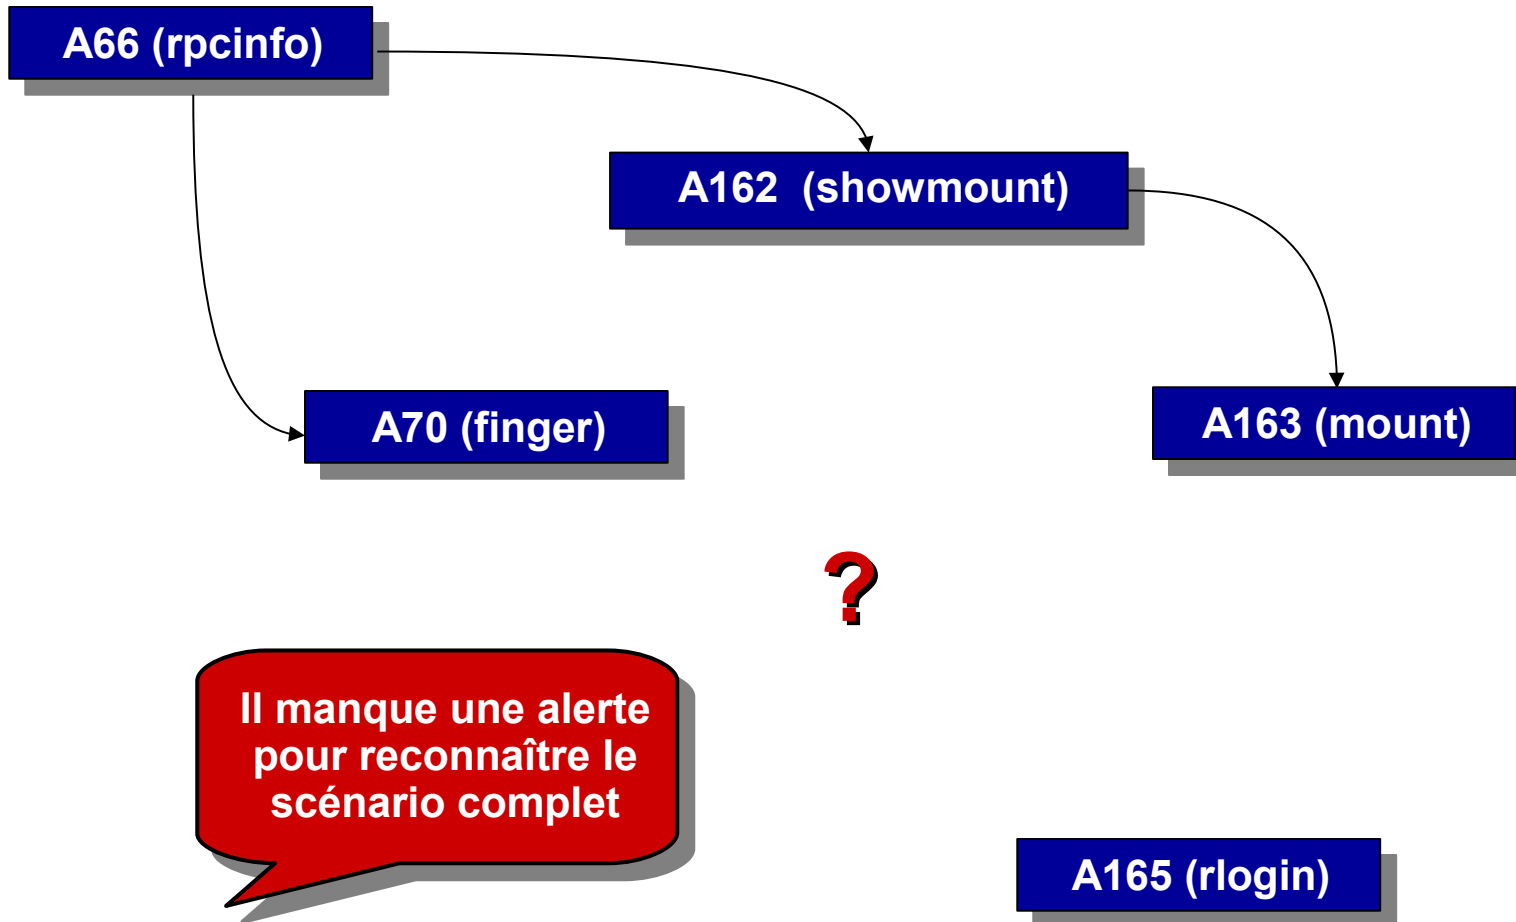 A66 (rpcinfo)
A162 (showmount)
A70 (finger)
A163 (mount)
?
Il manque une alerte
pour reconnaître le
scénario complet
A165 (rlogin)